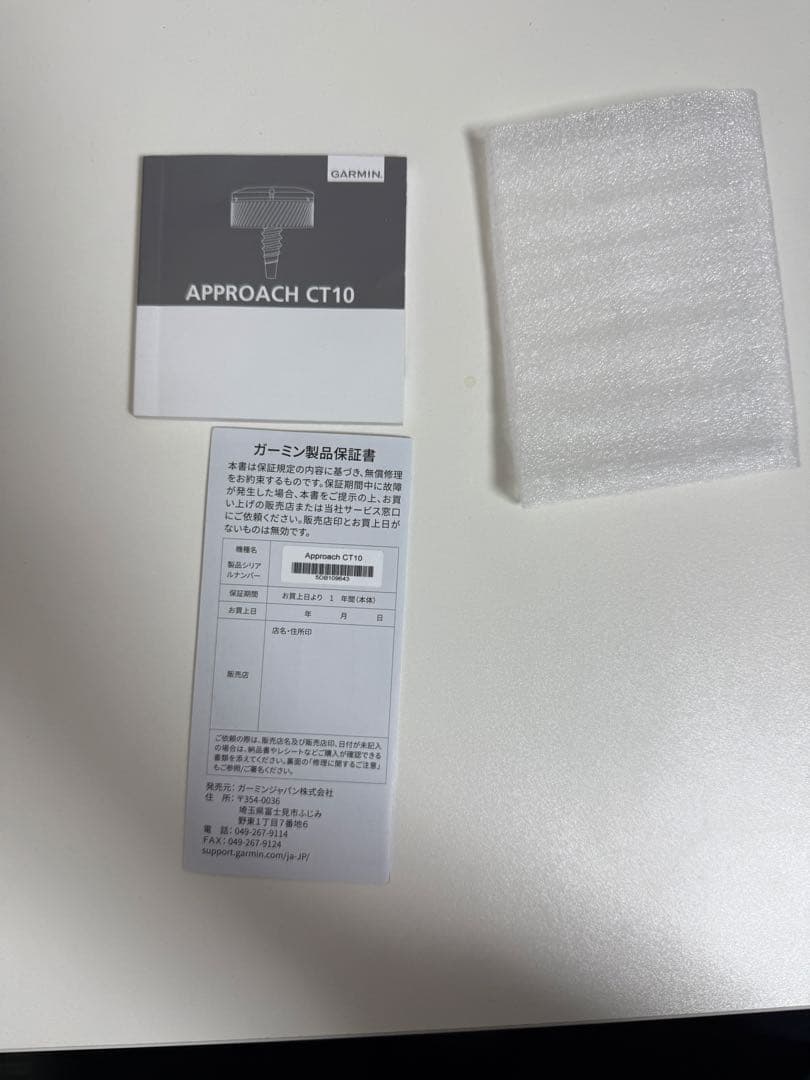 GARMIN.
APPROACH CT10
ガーミン製品保証書
本書は保証規定の内容に基づき、無償修理
をお約束するものです。保証期間中に故障
が発生した場合、本書をご提示の上、お買
い上げの販売店または当社サービス窓口
にご依頼ください。販売店印とお買上日が
ないものは無効です。
機種名
Approach CT10
製品シリア
ルナンバー
5DB109643
保証期間
お買上日より 1 年間(本体)
お買上日
年 月 日
販売店
店名・住所印
ご依頼の際は、販売店名及び販売店印、日付が未記入
の場合は、納品書やレシートなどご購入が確認できる
書類を添えてください。裏面の「修理に関するご注意」
もご参照/ご署名ください。
発売元:ガーミンジャパン株式会社
住 所:〒354-0036
埼玉県富士見市ふじみ
野東1丁目7番地6
電 話:049-267-9114
FAX:049-267-9124
support.garmin.com/ja-JP/